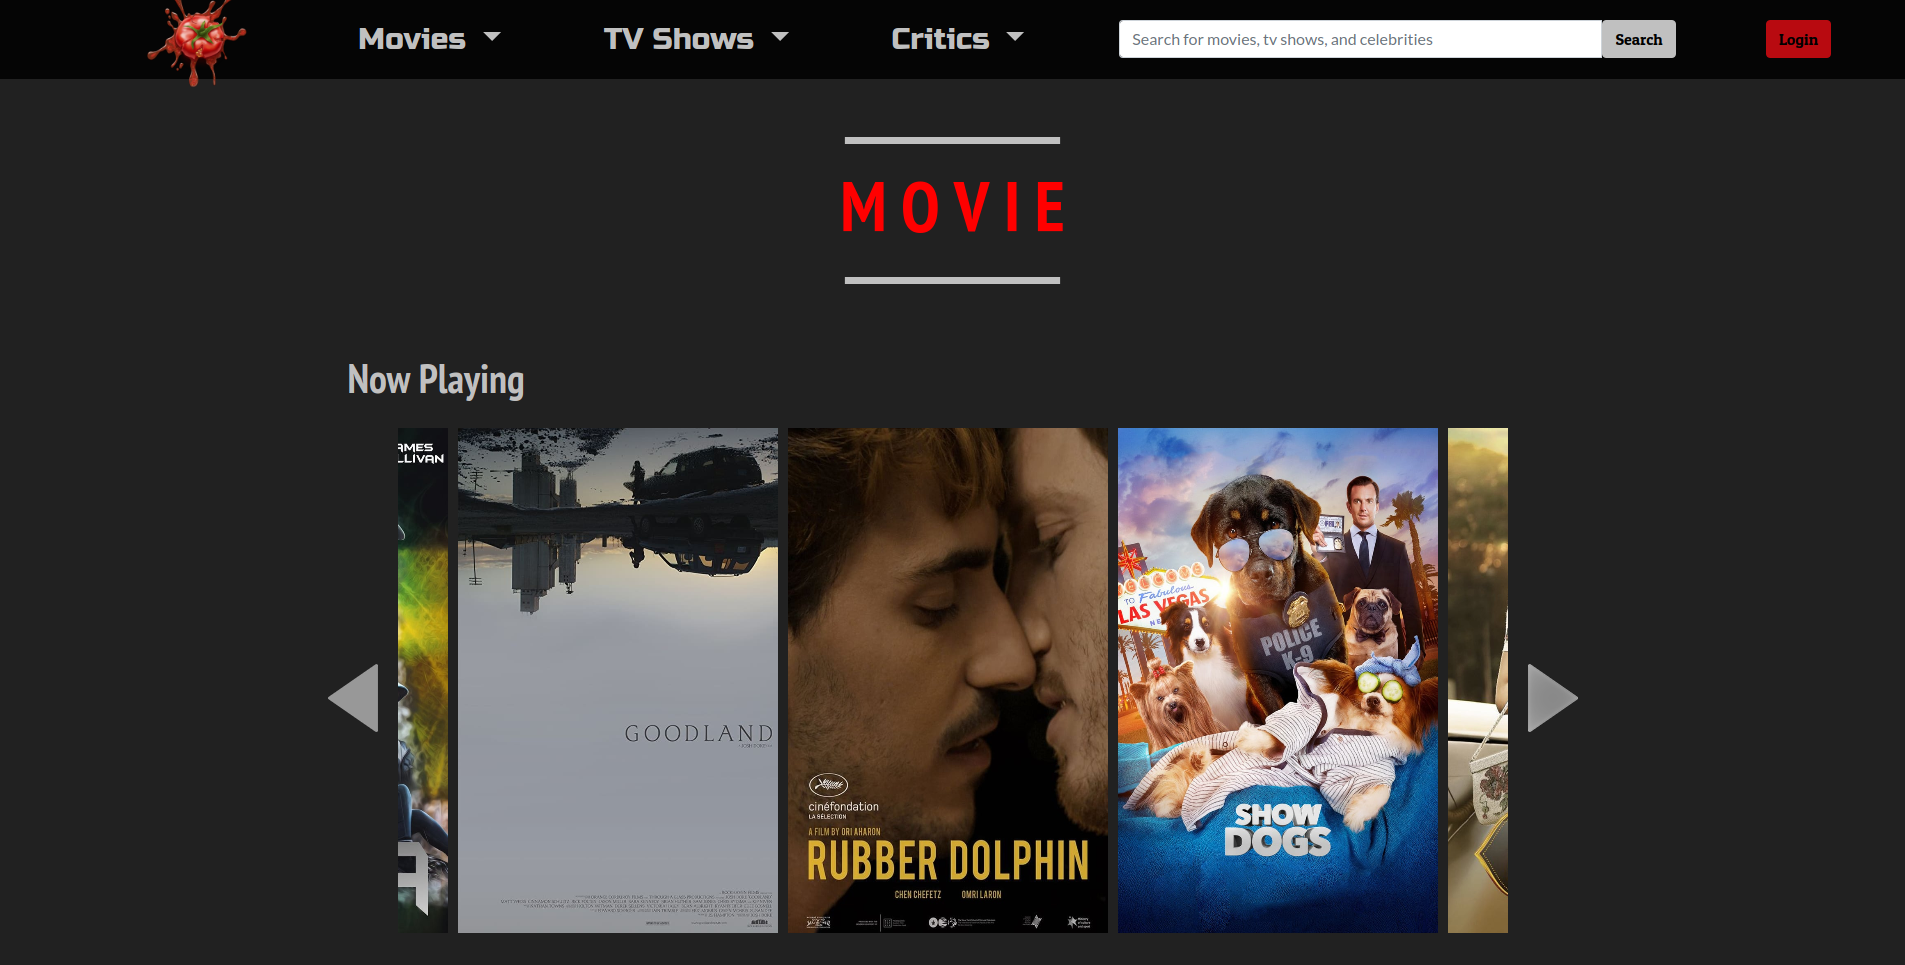 Movies
TV Shows
Critics
Search for movies, tv shows, and celebrities
Search
Login
MOVIE
Now Playing
AMES
LLIVAN
A
GOODLAND
cinéfondation
LA SÉLECTION
A FILM BY ORI AHARON
RUBBER DOLPHIN
CHEN CHEFETZ OMRI LARON
TO Fabulous
LAS VEGAS
POLICE
K-9
SHOW
DOGS